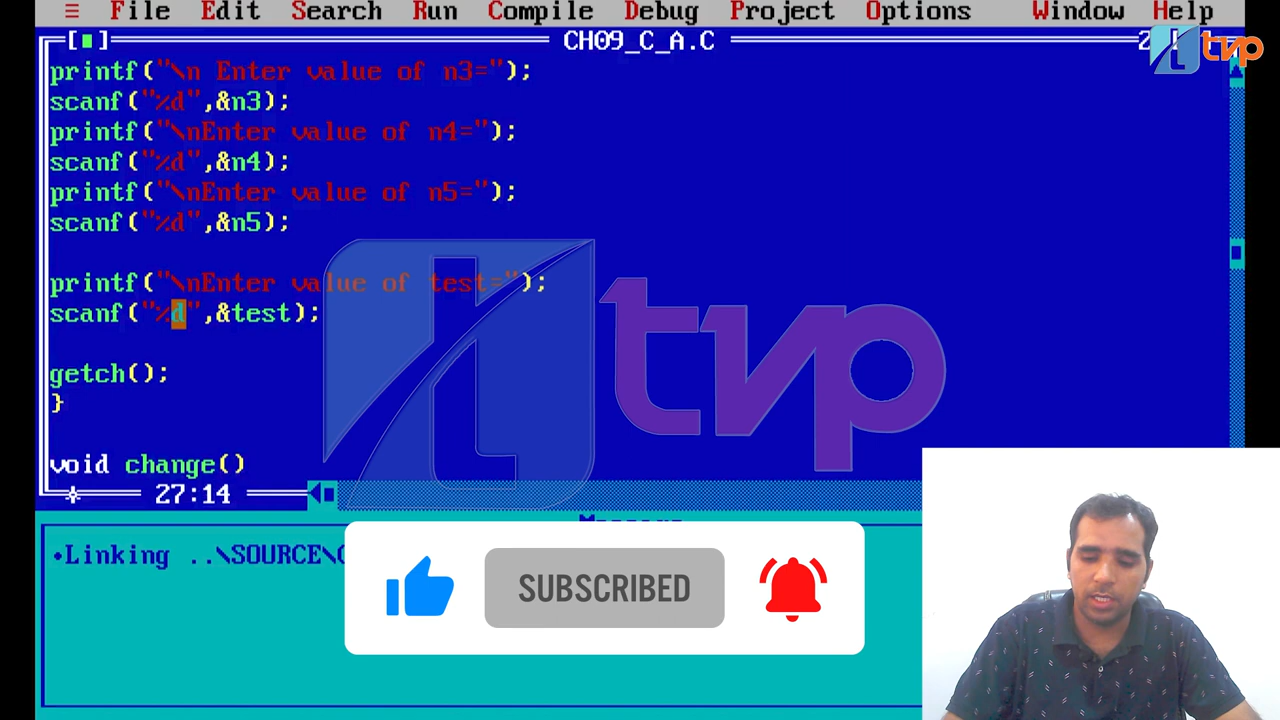 ≡ File Edit Search Run Compile Debug Project Options Window Help
[■] CH09_C_A.C 2
tvp
printf("\n Enter value of n3=");
scanf("%d",&n3);
printf("\nEnter value of n4=");
scanf("%d",&n4);
printf("\nEnter value of n5=");
scanf("%d",&n5);
printf("\nEnter value of test=");
scanf("%d",&test);
tvp
getch();
}
void change()
27:14
•Linking ..\SOURCE\
SUBSCRIBED